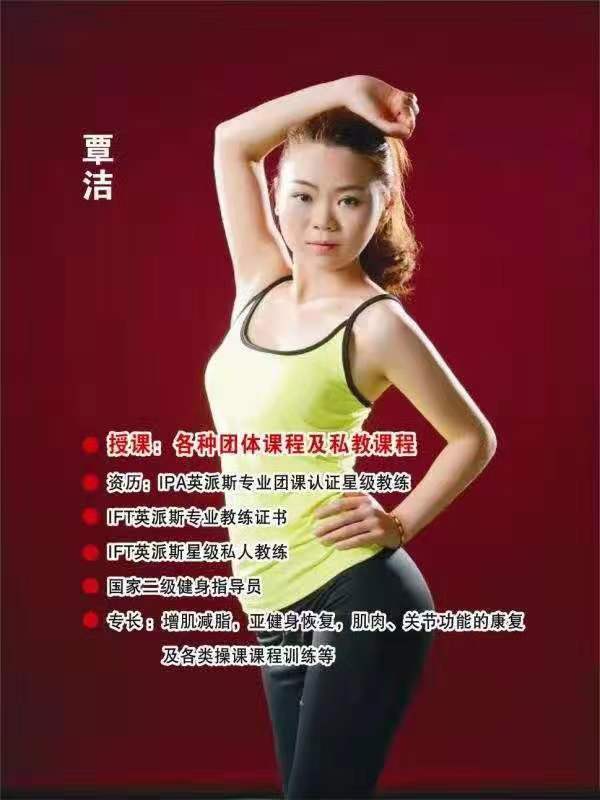 覃洁
授课：各种团体课程及私教课程
资历：IPA英派斯专业团课认证星级教练
IFT英派斯专业教练证书
IFT英派斯星级私人教练
国家二级健身指导员
专长：增肌减脂，亚健身恢复，肌肉、关节功能的康复
及各类操课课程训练等